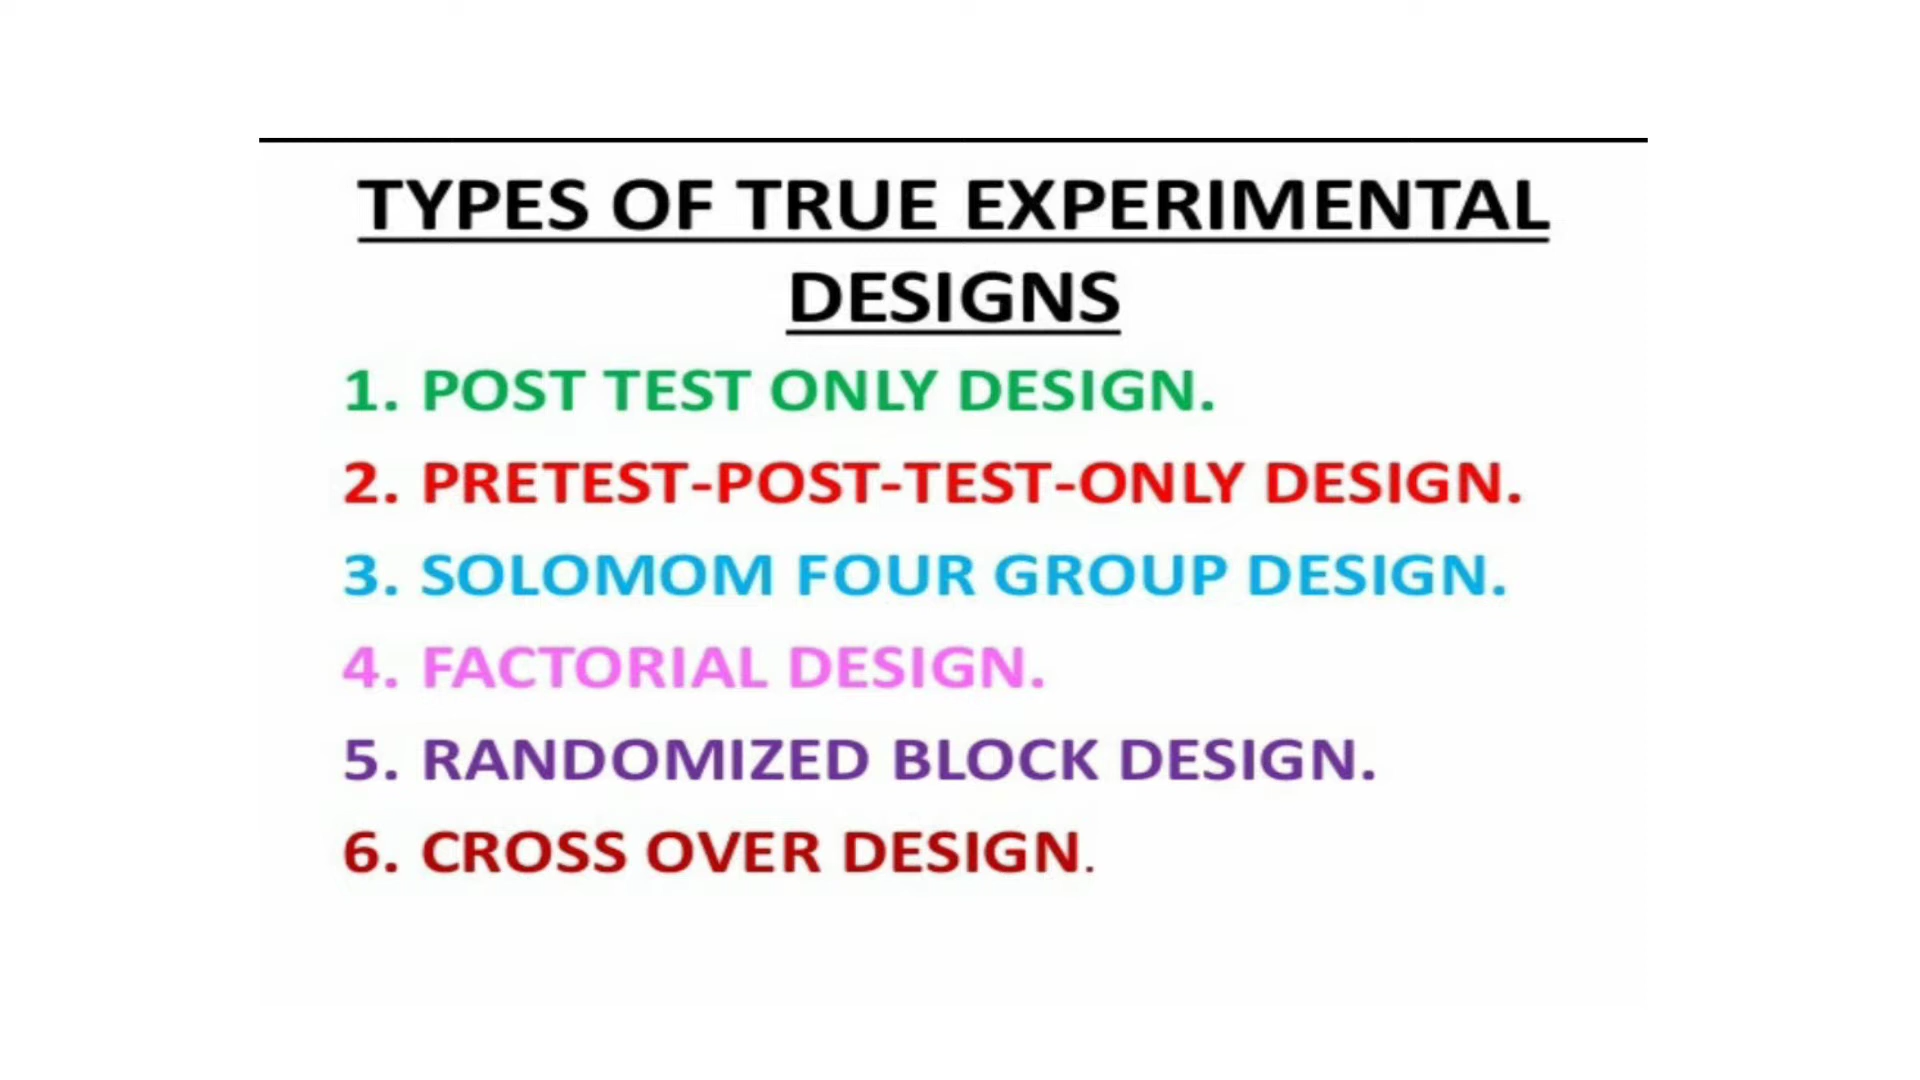 TYPES OF TRUE EXPERIMENTAL
DESIGNS
1. POST TEST ONLY DESIGN.
2. PRETEST-POST-TEST-ONLY DESIGN.
3. SOLOMOM FOUR GROUP DESIGN.
4. FACTORIAL DESIGN.
5. RANDOMIZED BLOCK DESIGN.
6. CROSS OVER DESIGN.